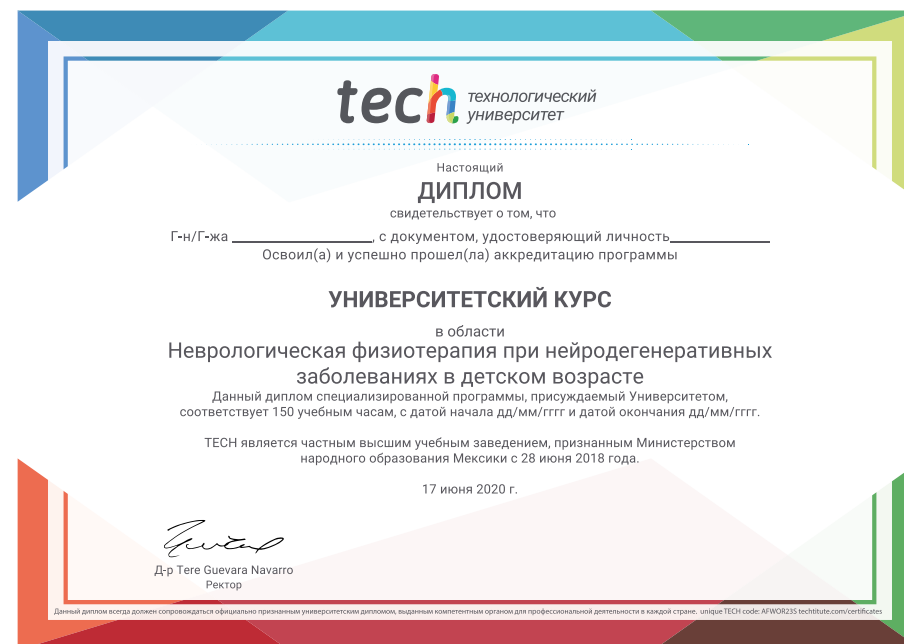 tech технологический
университет
Настоящий
ДИПЛОМ
свидетельствует о том, что
Г-н/Г-жа ____________________, с документом, удостоверяющий личность______________
Освоил(а) и успешно прошел(ла) аккредитацию программы
УНИВЕРСИТЕТСКИЙ КУРС
в области
Неврологическая физиотерапия при нейродегенеративных
заболеваниях в детском возрасте
Данный диплом специализированной программы, присуждаемый Университетом,
соответствует 150 учебным часам, с датой начала дд/мм/гггг и датой окончания дд/мм/гггг.
TECH является частным высшим учебным заведением, признанным Министерством
народного образования Мексики с 28 июня 2018 года.
17 июня 2020 г.
Д-р Tere Guevara Navarro
Ректор
Данный диплом всегда должен сопровождаться официально признанным университетским дипломом, выданным компетентным органом для профессиональной деятельности в каждой стране. unique TECH code: AFWOR23S techtitute.com/certificates